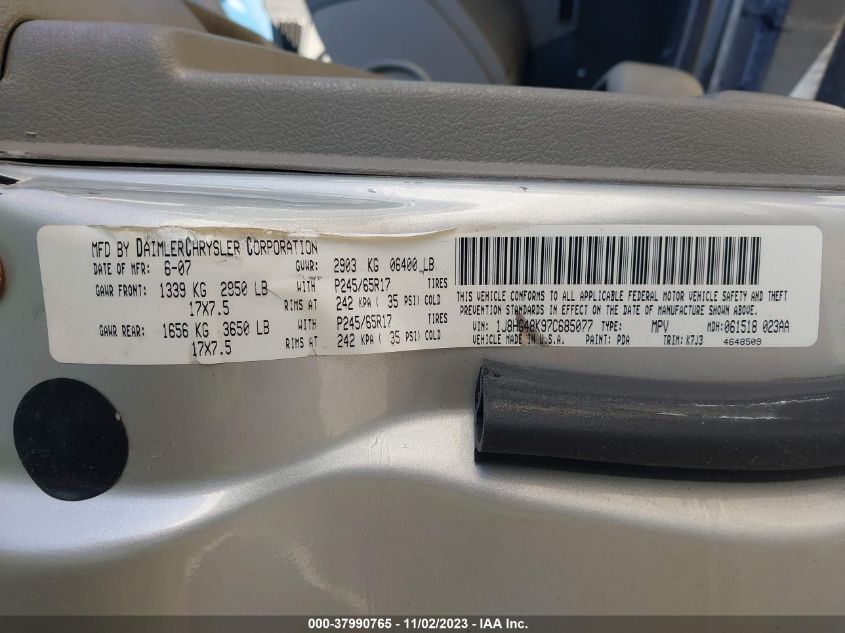 MFD BY DAIMLERCHRYSLER CORPORATION
DATE OF MFR: 6-07 GVWR: 2903 KG 06400 LB
GAWR FRONT: 1339 KG 2950 LB WITH P245/65R17 TIRES
17X7.5 RIMS AT 242 KPA ( 35 PSI) COLD
GAWR REAR: 1656 KG 3650 LB WITH P245/65R17 TIRES
17X7.5 RIMS AT 242 KPA ( 35 PSI) COLD
THIS VEHICLE CONFORMS TO ALL APPLICABLE FEDERAL MOTOR VEHICLE SAFETY, AND THEFT
PREVENTION STANDARDS IN EFFECT ON THE DATE OF MANUFACTURE SHOWN ABOVE.
VIN: 1J8HG48K97C685077 TYPE: MPV MDH: 061518 023AA
VEHICLE MADE IN U.S.A. PAINT: PDA TRIM: K7J3 4648509
000-37990765 - 11/02/2023 - IAAI.com